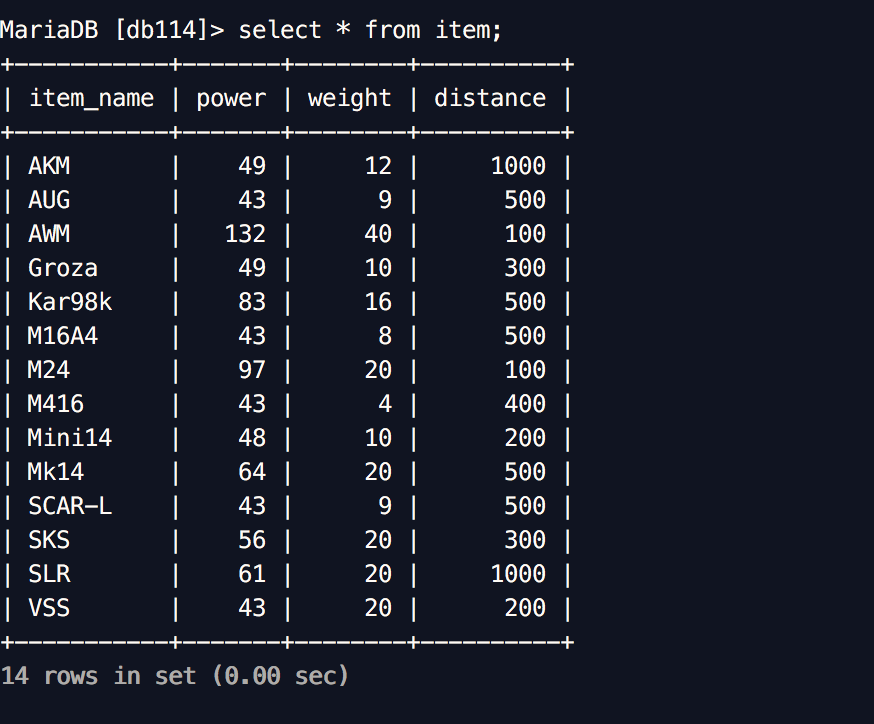 MariaDB [db114]> select * from item;
+-----------+-------+--------+----------+
| item_name | power | weight | distance |
+-----------+-------+--------+----------+
| AKM       |    49 |     12 |     1000 |
| AUG       |    43 |      9 |      500 |
| AWM       |   132 |     40 |      100 |
| Groza     |    49 |     10 |      300 |
| Kar98k    |    83 |     16 |      500 |
| M16A4     |    43 |      8 |      500 |
| M24       |    97 |     20 |      100 |
| M416      |    43 |      4 |      400 |
| Mini14    |    48 |     10 |      200 |
| Mk14      |    64 |     20 |      500 |
| SCAR-L    |    43 |      9 |      500 |
| SKS       |    56 |     20 |      300 |
| SLR       |    61 |     20 |     1000 |
| VSS       |    43 |     20 |      200 |
+-----------+-------+--------+----------+
14 rows in set (0.00 sec)